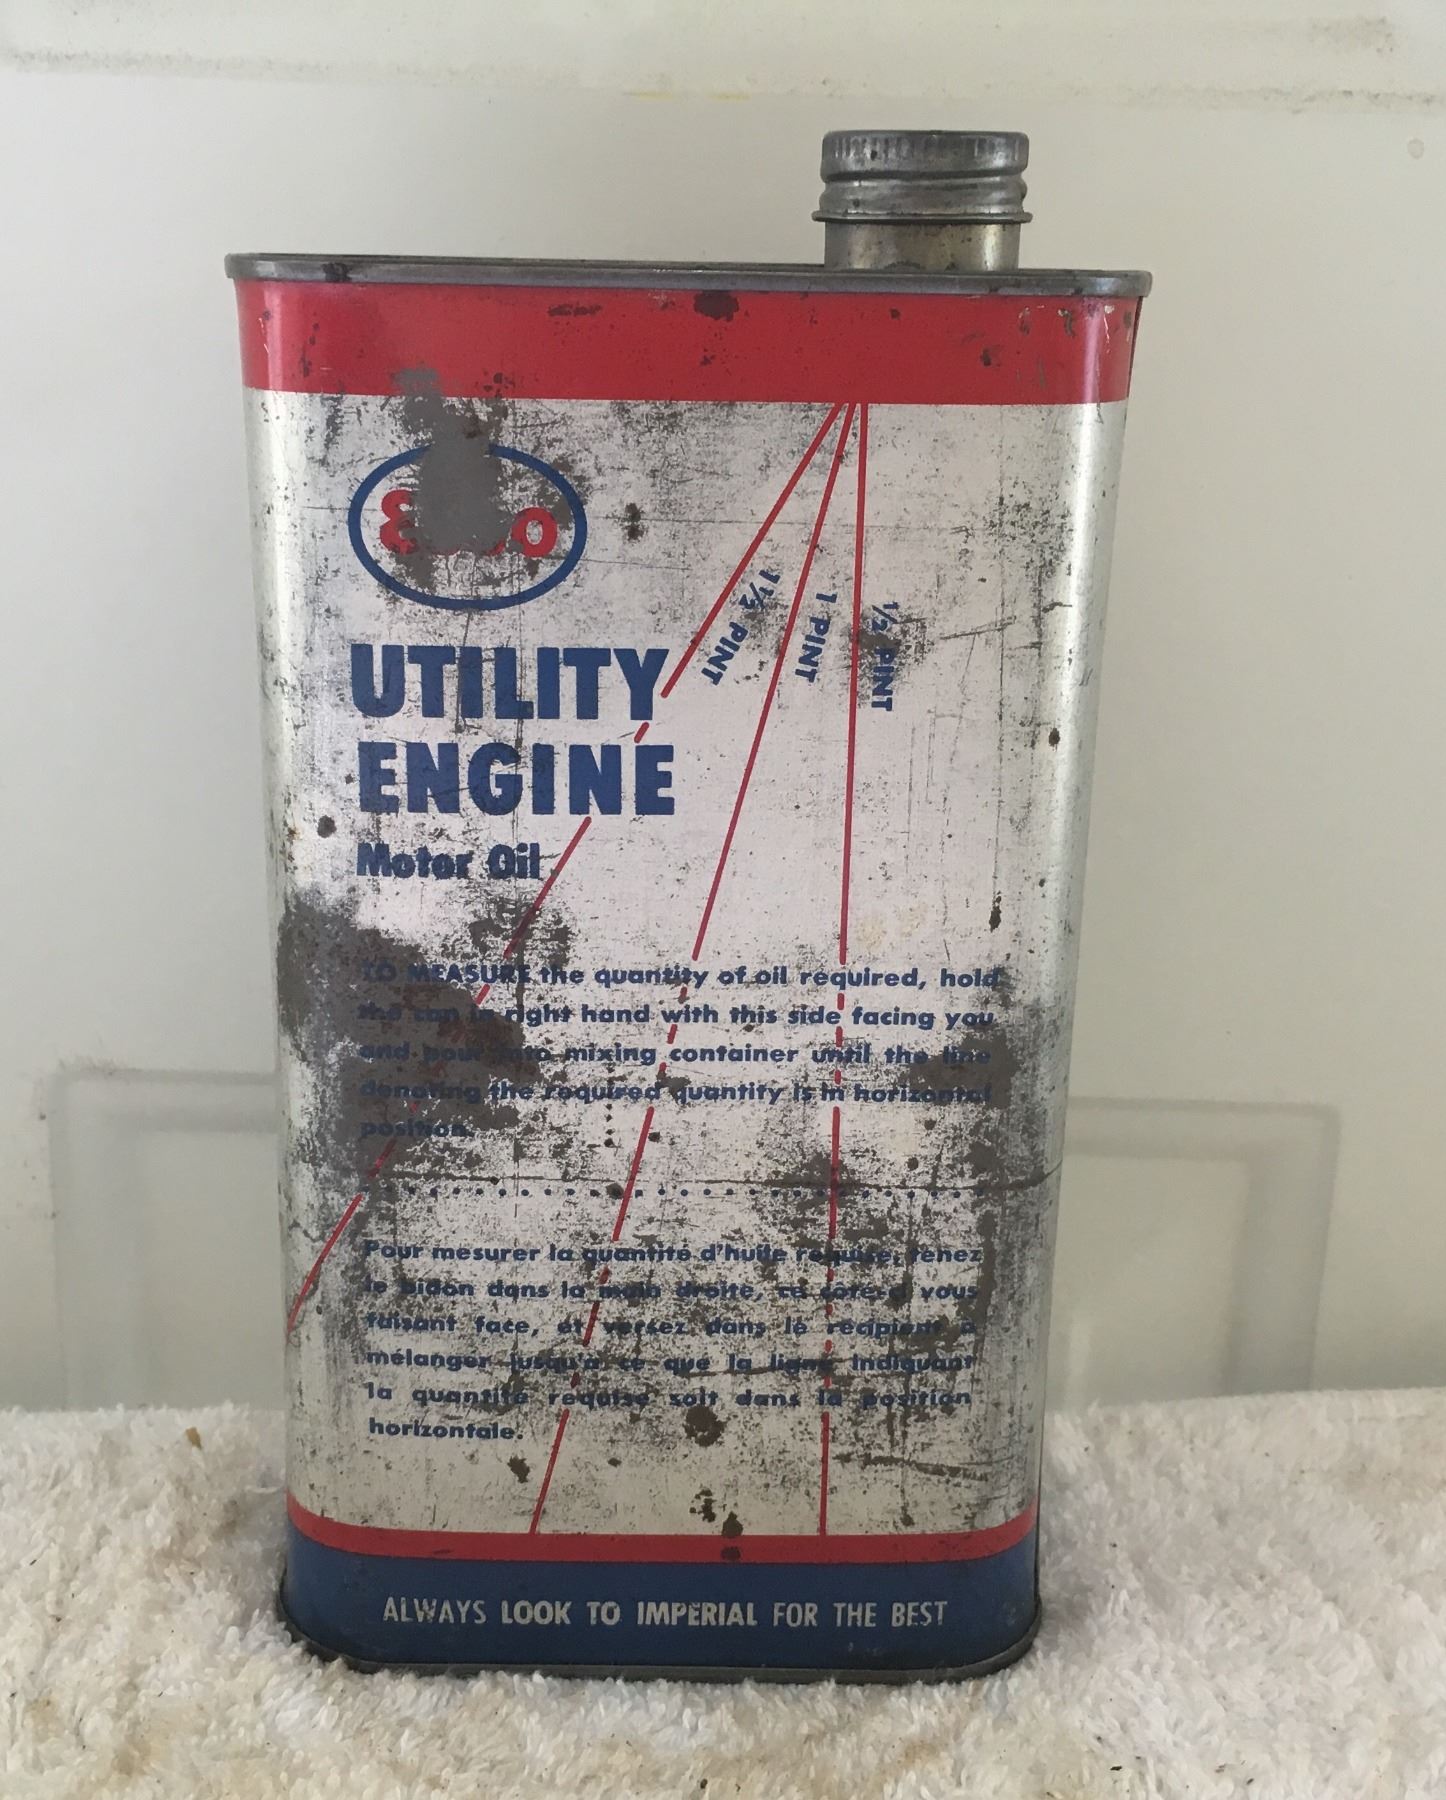 Esso
UTILITY
ENGINE
Motor Oil
1½ PINT
1 PINT
½ PINT
TO MEASURE the quantity of oil required, hold
the can in right hand with this side facing you
and pour into mixing container until the line
denoting the required quantity is in horizontal
position.
Pour mesurer la quantité d'huile requise, tenez
le bidon dans la main droite, ce côté-ci vous
faisant face, et versez dans le récipient à
mélanger jusqu'à ce que la ligne indiquant
la quantité requise soit dans la position
horizontale.
ALWAYS LOOK TO IMPERIAL FOR THE BEST